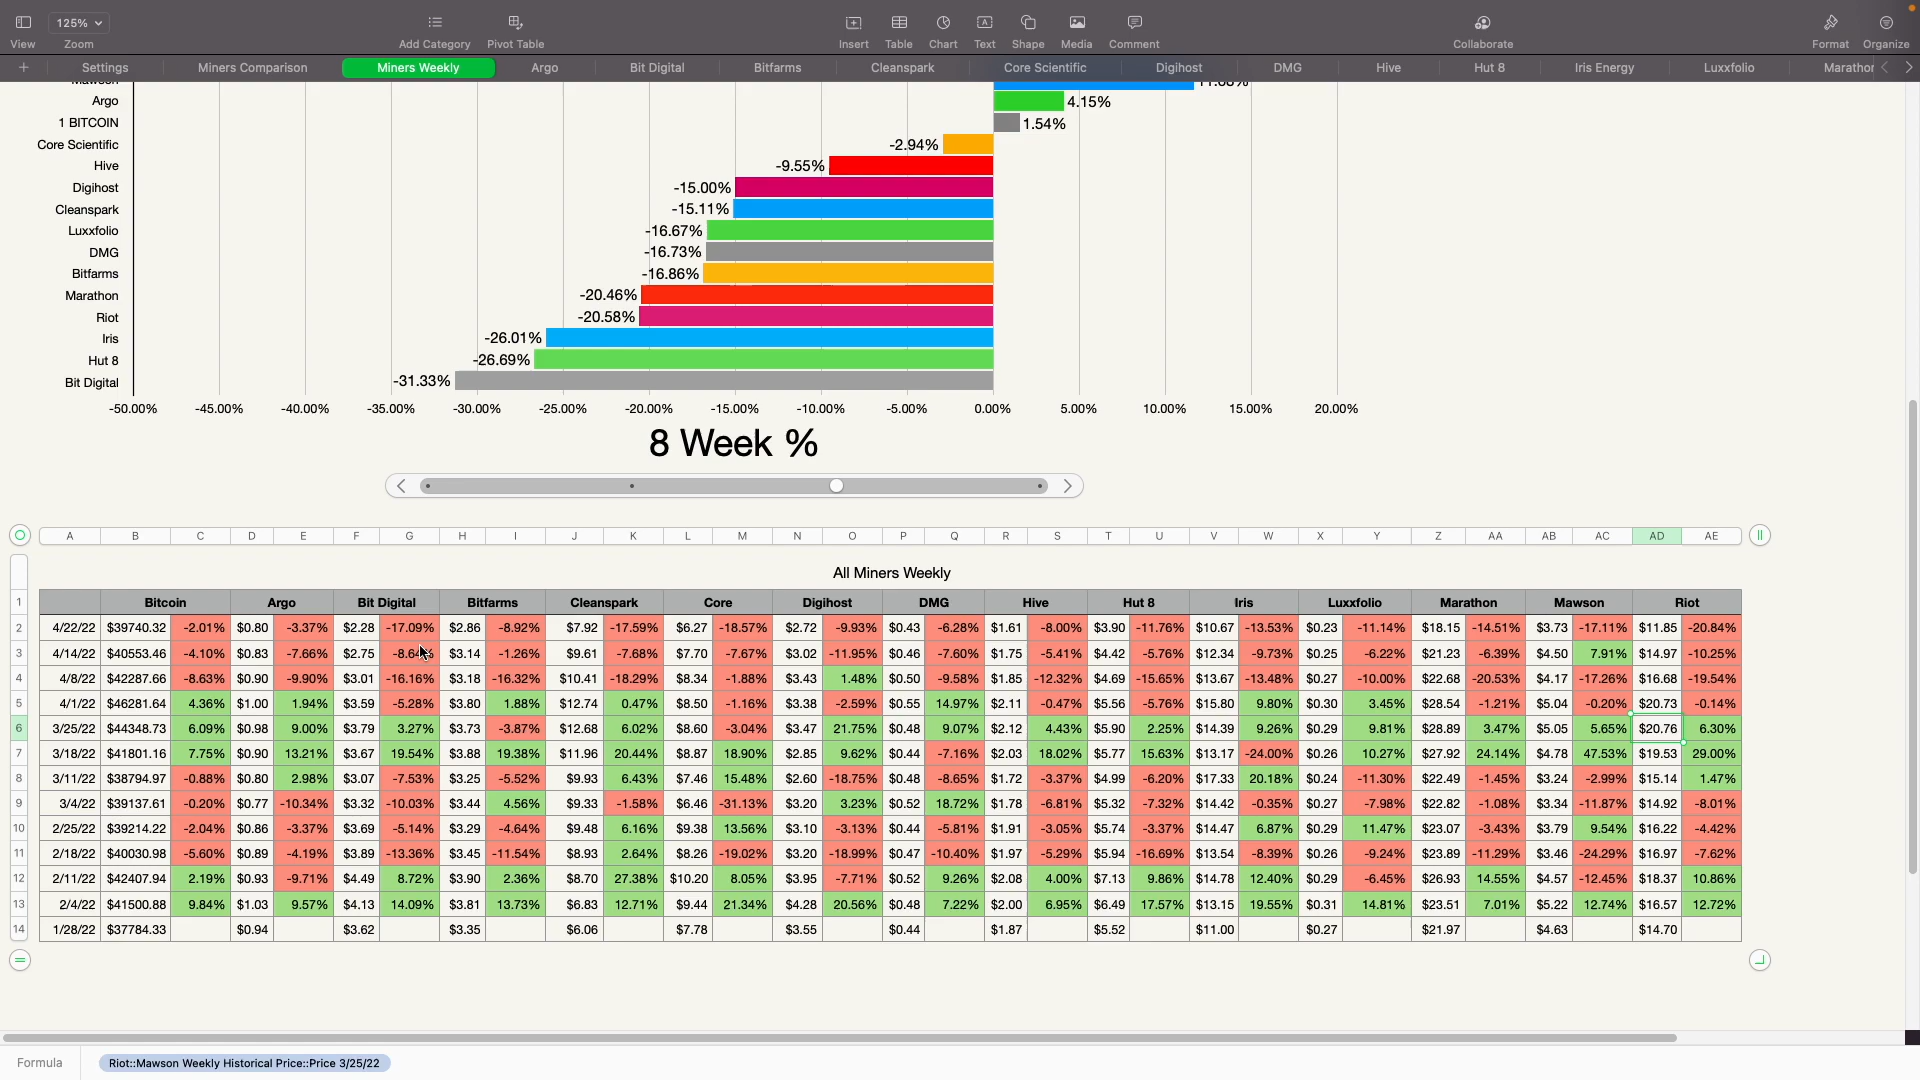 125%
View Zoom Add Category Pivot Table Insert Table Chart Text Shape Media Comment Collaborate Format Organize
Settings Miners Comparison Miners Weekly Argo Bit Digital Bitfarms Cleanspark Core Scientific Digihost DMG Hive Hut 8 Iris Energy Luxxfolio
Argo 4.15%
1 BITCOIN 1.54%
Core Scientific -2.94%
Hive -9.55%
Digihost -15.00%
Cleanspark -15.11%
Luxxfolio -16.67%
DMG -16.73%
Bitfarms -16.86%
Marathon -20.46%
Riot -20.58%
Iris -26.01%
Hut 8 -26.69%
Bit Digital -31.33%
-50.00% -45.00% -40.00% -35.00% -30.00% -25.00% -20.00% -15.00% -10.00% -5.00% 0.00% 5.00% 10.00% 15.00% 20.00%
8 Week %
A B C D E F G H I J K L M N O P Q R S T U V W X Y Z AA AB AC AD AE
All Miners Weekly
1 Bitcoin Argo Bit Digital Bitfarms Cleanspark Core Digihost DMG Hive Hut 8 Iris Luxxfolio Marathon Mawson Riot
2 4/22/22 $39740.32 -2.01% $0.80 -3.37% $2.28 -17.09% $2.86 -8.92% $7.92 -17.59% $6.27 -18.57% $2.72 -9.93% $0.43 -6.28% $1.61 -8.00% $3.90 -11.76% $10.67 -13.53% $0.23 -11.14% $18.15 -14.51% $3.73 -17.11% $11.85 -20.84%
3 4/14/22 $40553.46 -4.10% $0.83 -7.66% $2.75 $3.14 -1.26% $9.61 -7.68% $7.70 -7.67% $3.02 -11.95% $0.46 -7.60% $1.75 -5.41% $4.42 -5.76% $12.34 -9.73% $0.25 -6.22% $21.23 -6.39% $4.50 7.91% $14.97 -10.25%
4 4/8/22 $42287.66 -8.63% $0.90 -9.90% $3.01 -16.16% $3.18 -16.32% $10.41 -18.29% $8.34 -1.88% $3.43 1.48% $0.50 -9.58% $1.85 -12.32% $4.69 -15.65% $13.67 -13.48% $0.27 -10.00% $22.68 -20.53% $4.17 -17.26% $16.68 -19.54%
5 4/1/22 $46281.64 4.36% $1.00 1.94% $3.59 -5.28% $3.80 1.88% $12.74 0.47% $8.50 -1.16% $3.38 -2.59% $0.55 14.97% $2.11 -0.47% $5.56 -5.76% $15.80 9.80% $0.30 3.45% $28.54 -1.21% $5.04 -0.20% $20.73 -0.14%
6 3/25/22 $44348.73 6.09% $0.98 9.00% $3.79 3.27% $3.73 -3.87% $12.68 6.02% $8.60 -3.04% $3.47 21.75% $0.48 9.07% $2.12 4.43% $5.90 2.25% $14.39 9.26% $0.29 9.81% $28.89 3.47% $5.05 5.65% $20.76 6.30%
7 3/18/22 $41801.16 7.75% $0.90 13.21% $3.67 19.54% $3.88 19.38% $11.96 20.44% $8.87 18.90% $2.85 9.62% $0.44 -7.16% $2.03 18.02% $5.77 15.63% $13.17 -24.00% $0.26 10.27% $27.92 24.14% $4.78 47.53% $19.53 29.00%
8 3/11/22 $38794.97 -0.88% $0.80 2.98% $3.07 -7.53% $3.25 -5.52% $9.93 6.43% $7.46 15.48% $2.60 -18.75% $0.48 -8.65% $1.72 -3.37% $4.99 -6.20% $17.33 20.18% $0.24 -11.30% $22.49 -1.45% $3.24 -2.99% $15.14 1.47%
9 3/4/22 $39137.61 -0.20% $0.77 -10.34% $3.32 -10.03% $3.44 4.56% $9.33 -1.58% $6.46 -31.13% $3.20 3.23% $0.52 18.72% $1.78 -6.81% $5.32 -7.32% $14.42 -0.35% $0.27 -7.98% $22.82 -1.08% $3.34 -11.87% $14.92 -8.01%
10 2/25/22 $39214.22 -2.04% $0.86 -3.37% $3.69 -5.14% $3.29 -4.64% $9.48 6.16% $9.38 13.56% $3.10 -3.13% $0.44 -5.81% $1.91 -3.05% $5.74 -3.37% $14.47 6.87% $0.29 11.47% $23.07 -3.43% $3.79 9.54% $16.22 -4.42%
11 2/18/22 $40030.98 -5.60% $0.89 -4.19% $3.89 -13.36% $3.45 -11.54% $8.93 2.64% $8.26 -19.02% $3.20 -18.99% $0.47 -10.40% $1.97 -5.29% $5.94 -16.69% $13.54 -8.39% $0.26 -9.24% $23.89 -11.29% $3.46 -24.29% $16.97 -7.62%
12 2/11/22 $42407.94 2.19% $0.93 -9.71% $4.49 8.72% $3.90 2.36% $8.70 27.38% $10.20 8.05% $3.95 -7.71% $0.52 9.26% $2.08 4.00% $7.13 9.86% $14.78 12.40% $0.29 -6.45% $26.93 14.55% $4.57 -12.45% $18.37 10.86%
13 2/4/22 $41500.88 9.84% $1.03 9.57% $4.13 14.09% $3.81 13.73% $6.83 12.71% $9.44 21.34% $4.28 20.56% $0.48 7.22% $2.00 6.95% $6.49 17.57% $13.15 19.55% $0.31 14.81% $23.51 7.01% $5.22 12.74% $16.57 12.72%
14 1/28/22 $37784.33 $0.94 $3.62 $3.35 $6.06 $7.78 $3.55 $0.44 $1.87 $5.52 $11.00 $0.27 $21.97 $4.63 $14.70
Formula Riot::Mawson Weekly Historical Price::Price 3/25/22